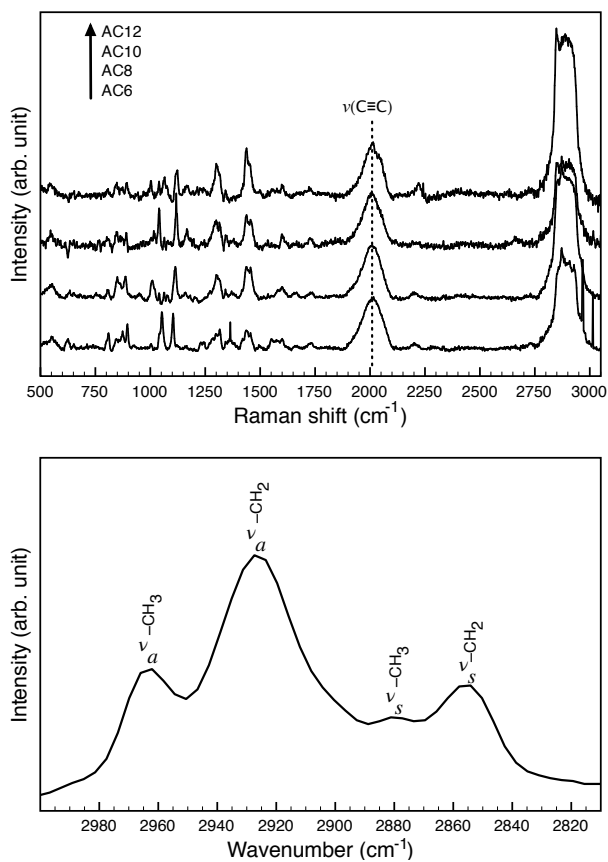 AC12
AC10
AC8
AC6
ν(C≡C)
Intensity (arb. unit)
500 750 1000 1250 1500 1750 2000 2250 2500 2750 3000
Raman shift (cm⁻¹)
ν_a–CH₃
ν_a–CH₂
ν_s–CH₃
ν_s–CH₂
Intensity (arb. unit)
2980 2960 2940 2920 2900 2880 2860 2840 2820
Wavenumber (cm⁻¹)